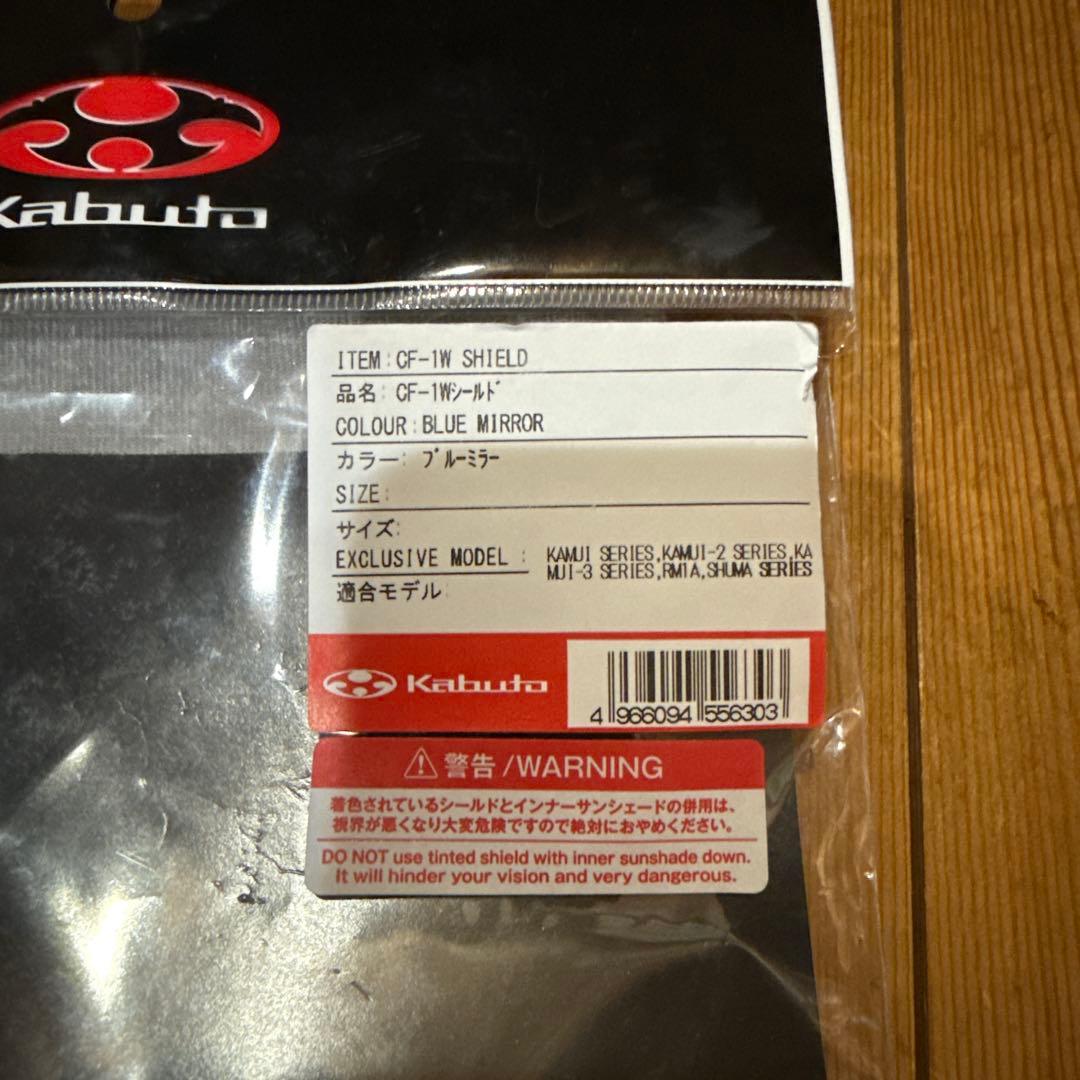 Kabuto
ITEM:CF-1W SHIELD
品名: CF-1Wｼｰﾙﾄﾞ
COLOUR:BLUE MIRROR
カラー: ﾌﾞﾙｰﾐﾗｰ
SIZE:
サイズ:
EXCLUSIVE MODEL : KAMUI SERIES,KAMUI-2 SERIES,KA
MUI-3 SERIES,RM1A,SHUMA SERIES
適合モデル
Kabuto
4 966094 556303
警告/WARNING
着色されているシールドとインナーサンシェードの併用は、
視界が悪くなり大変危険ですので絶対におやめください。
DO NOT use tinted shield with inner sunshade down.
It will hinder your vision and very dangerous.